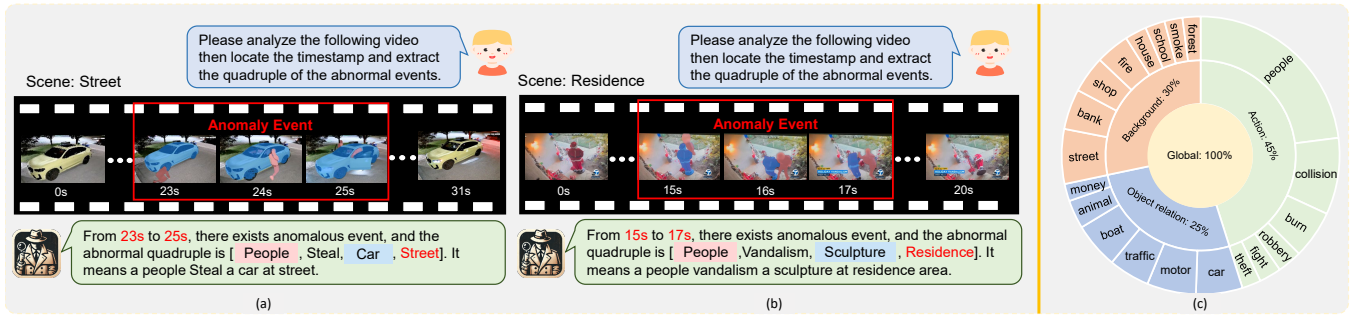 Please analyze the following video
then locate the timestamp and extract
the quadruple of the abnormal events.
Scene: Street
Anomaly Event
0s
23s
24s
25s
31s
From 23s to 25s, there exists anomalous event, and the
abnormal quadruple is [ People , Steal, Car , Street]. It
means a people Steal a car at street.
(a)
Please analyze the following video
then locate the timestamp and extract
the quadruple of the abnormal events.
Scene: Residence
Anomaly Event
0s
15s
16s
17s
20s
From 15s to 17s, there exists anomalous event, and the abnormal
quadruple is [ People ,Vandalism, Sculpture , Residence]. It
means a people vandalism a sculpture at residence area.
(b)
Global: 100%
Action: 45%
people
collision
burn
robbery
fight
theft
Object relation: 25%
car
motor
traffic
boat
animal
money
Background: 30%
street
bank
shop
fire
house
school
smoke
forest
(c)